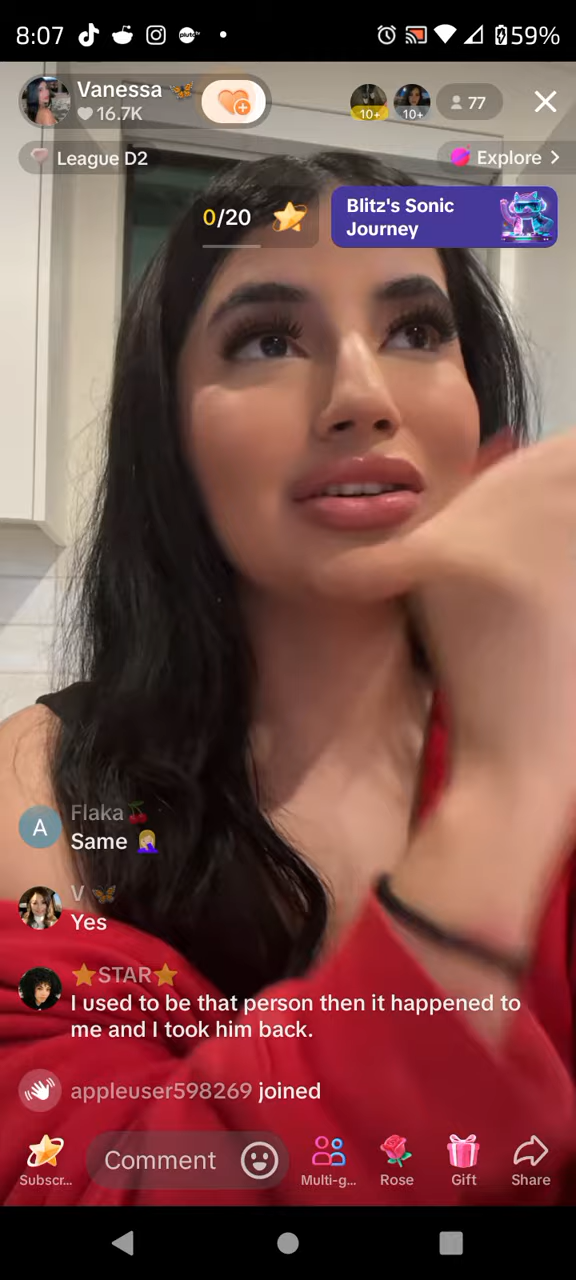 8:07
59%
Vanessa 🦋
16.7K
10+
10+
77
League D2
Explore >
0/20
Blitz's Sonic
Journey
A
Flaka🍒
Same 🤦🏼‍♀️
V 🦋
Yes
⭐STAR⭐
I used to be that person then it happened to
me and I took him back.
appleuser598269 joined
Subscr...
Comment
Multi-g...
Rose
Gift
Share